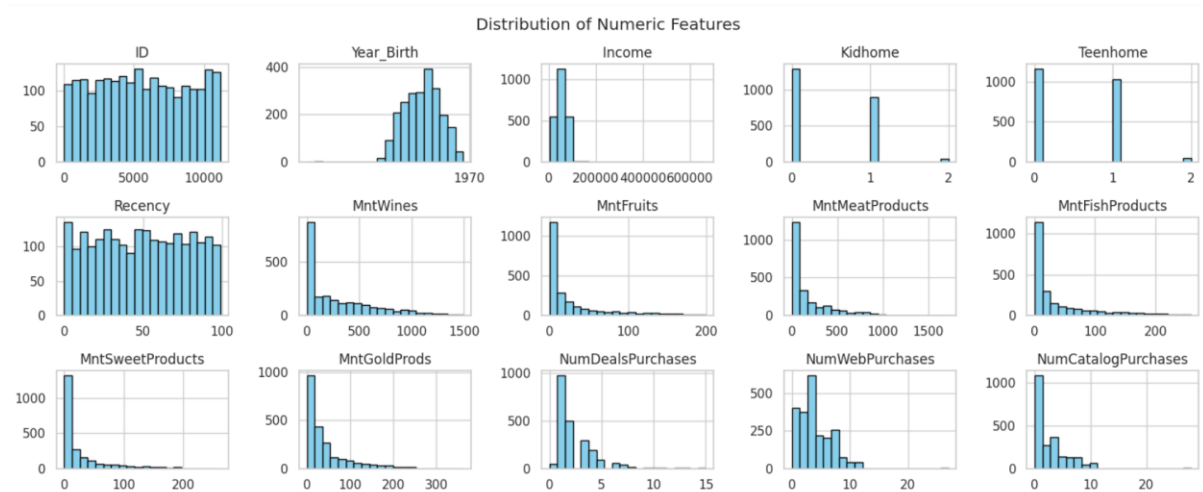 Distribution of Numeric Features
ID Year_Birth Income Kidhome Teenhome
100
50
0
0 5000 10000
400
200
0
1970
1000
500
0
0 200000 400000 600000
1000
500
0
0 1 2
1000
500
0
0 1 2
Recency MntWines MntFruits MntMeatProducts MntFishProducts
100
50
0
0 50 100
500
0
0 500 1000 1500
1000
500
0
0 100 200
1000
500
0
0 500 1000 1500
1000
500
0
0 100 200
MntSweetProducts MntGoldProds NumDealsPurchases NumWebPurchases NumCatalogPurchases
1000
500
0
0 100 200
1000
500
0
0 100 200 300
1000
500
0
0 5 10 15
500
250
0
0 10 20
1000
500
0
0 10 20